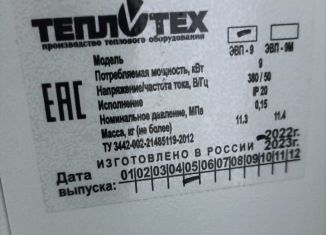 ТЕПЛОТЕХ
производство теплового оборудования
ЭВП - 9 ЭВП - 9М
Модель 9
Потребляемая мощность, кВт 380 / 50
Напряжение/частота тока, В/Гц IP 20
Исполнение 0,15
Номинальное давление, МПа 11.3 11.4
Масса, кг (не более)
ТУ 3442-002-21485119-2012
EAC
2022г.
ИЗГОТОВЛЕНО В РОССИИ 2023г.
Дата выпуска: 01 02 03 04 05 06 07 08 09 10 11 12